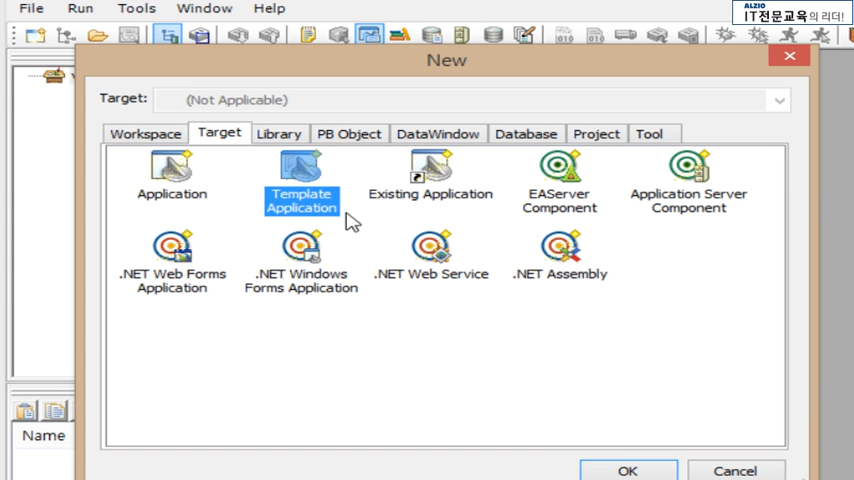 File Run Tools Window Help
ALZIO
IT전문교육의 리더!
New
Target: (Not Applicable)
Workspace Target Library PB Object DataWindow Database Project Tool
Application Template Application Existing Application EAServer Component Application Server Component
.NET Web Forms Application .NET Windows Forms Application .NET Web Service .NET Assembly
Name
OK Cancel